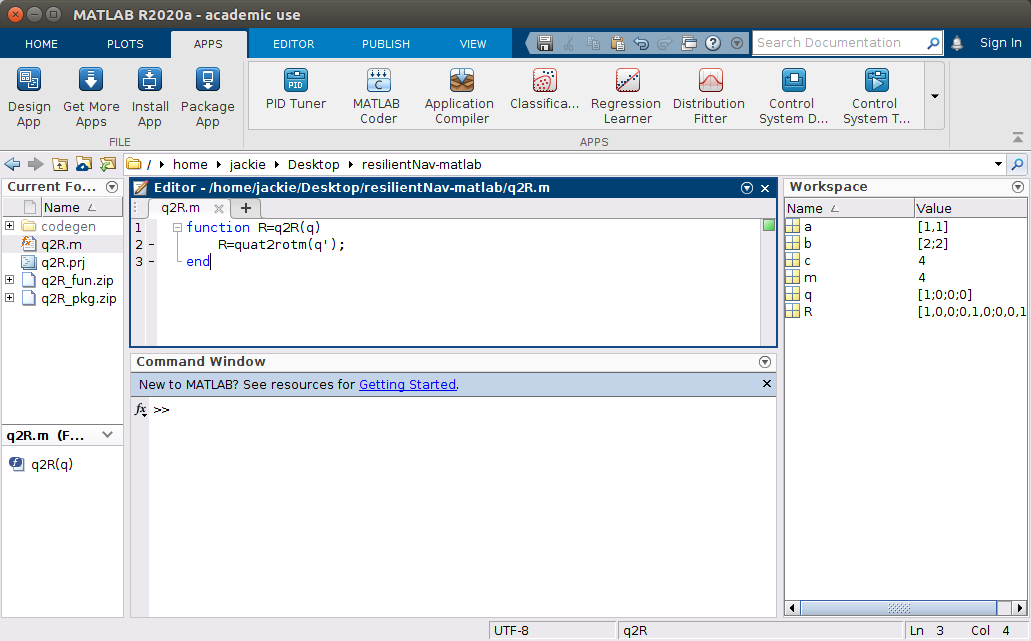 MATLAB R2020a - academic use
HOME PLOTS APPS EDITOR PUBLISH VIEW Search Documentation Sign In
Design App
Get More Apps
Install App
Package App
PID
PID Tuner
C
MATLAB Coder
Application Compiler
Classifica...
Regression Learner
Distribution Fitter
Control System D...
Control System T...
FILE APPS
/ home jackie Desktop resilientNav-matlab
Current Fo...
Name
codegen
q2R.m
q2R.prj
q2R_fun.zip
q2R_pkg.zip
q2R.m (F...
q2R(q)
Editor - /home/jackie/Desktop/resilientNav-matlab/q2R.m
q2R.m
1 function R=q2R(q)
2 - R=quat2rotm(q');
3 - end
Command Window
New to MATLAB? See resources for Getting Started.
fx >>
Workspace
Name Value
a [1,1]
b [2;2]
c 4
m 4
q [1;0;0;0]
R [1,0,0;0,1,0;0,0,1
UTF-8 q2R Ln 3 Col 4